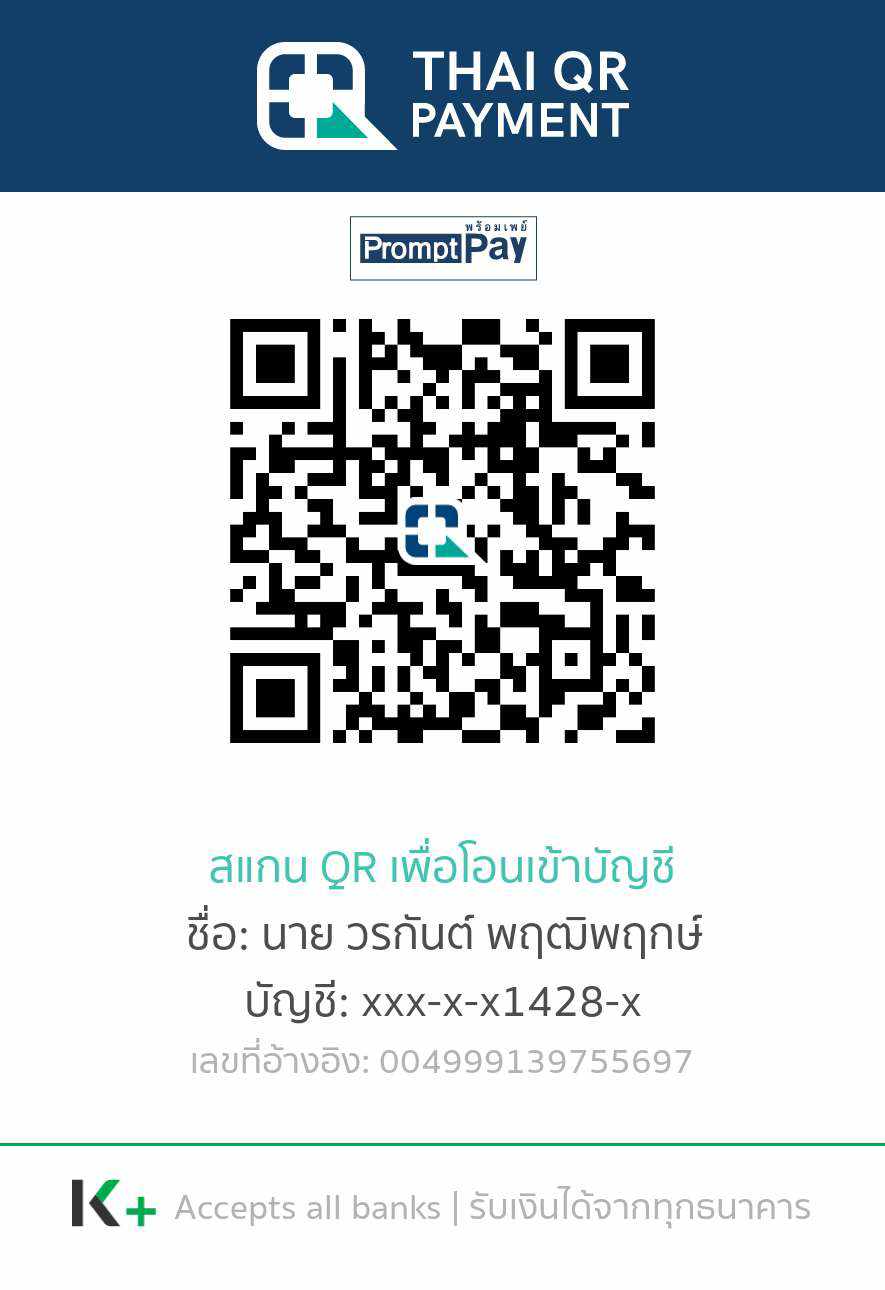 THAI QR
PAYMENT
พร้อมเพย์
PromptPay
สแกน QR เพื่อโอนเข้าบัญชี
ชื่อ: นาย วรกันต์ พฤฒิพฤกษ์
บัญชี: xxx-x-x1428-x
เลขที่อ้างอิง: 004999139755697
K+ Accepts all banks | รับเงินได้จากทุกธนาคาร